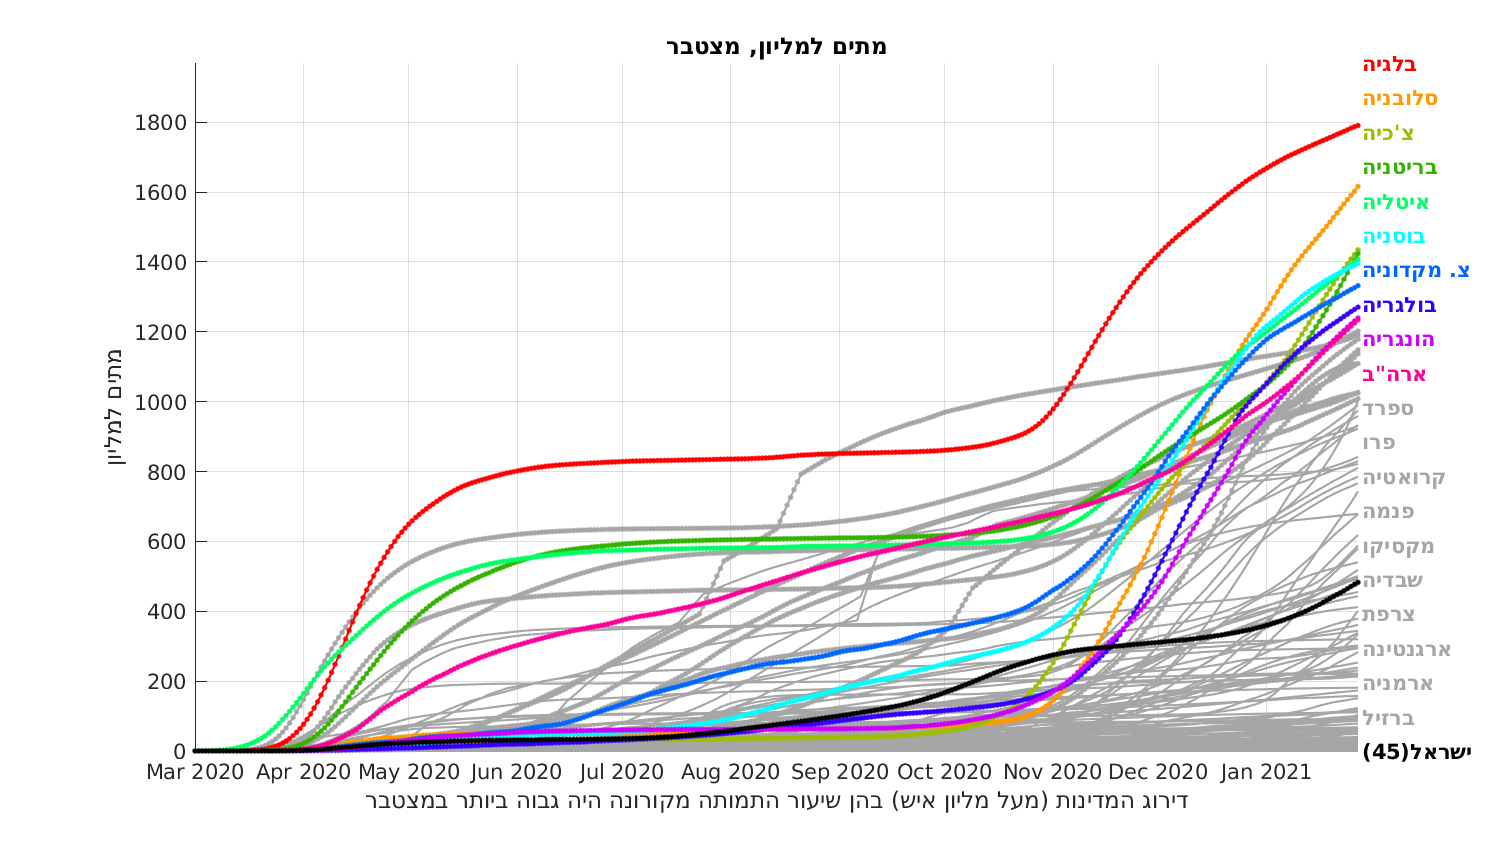 מתים למליון, מצטבר
מתים למליון
1800
1600
1400
1200
1000
800
600
400
200
0
Mar 2020 Apr 2020 May 2020 Jun 2020 Jul 2020 Aug 2020 Sep 2020 Oct 2020 Nov 2020 Dec 2020 Jan 2021
דירוג המדינות (מעל מליון איש) בהן שיעור התמותה מקורונה היה גבוה ביותר במצטבר
בלגיה
סלובניה
צ'כיה
בריטניה
איטליה
בוסניה
צ. מקדוניה
בולגריה
הונגריה
ארה"ב
ספרד
פרו
קרואטיה
פנמה
מקסיקו
שבדיה
צרפת
ארגנטינה
ארמניה
ברזיל
ישראל(45)